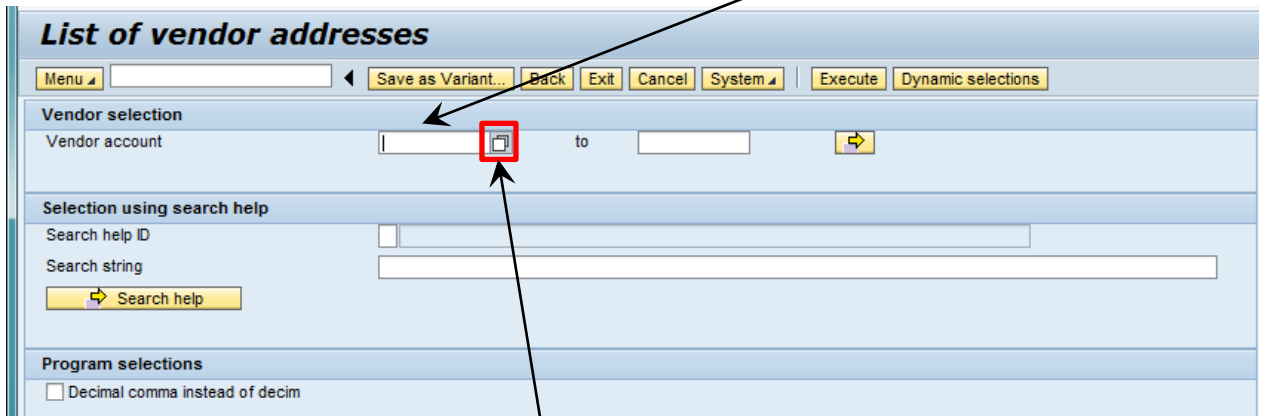 List of vendor addresses
Menu Save as Variant... Back Exit Cancel System Execute Dynamic selections
Vendor selection
Vendor account to
Selection using search help
Search help ID
Search string
Search help
Program selections
Decimal comma instead of decim